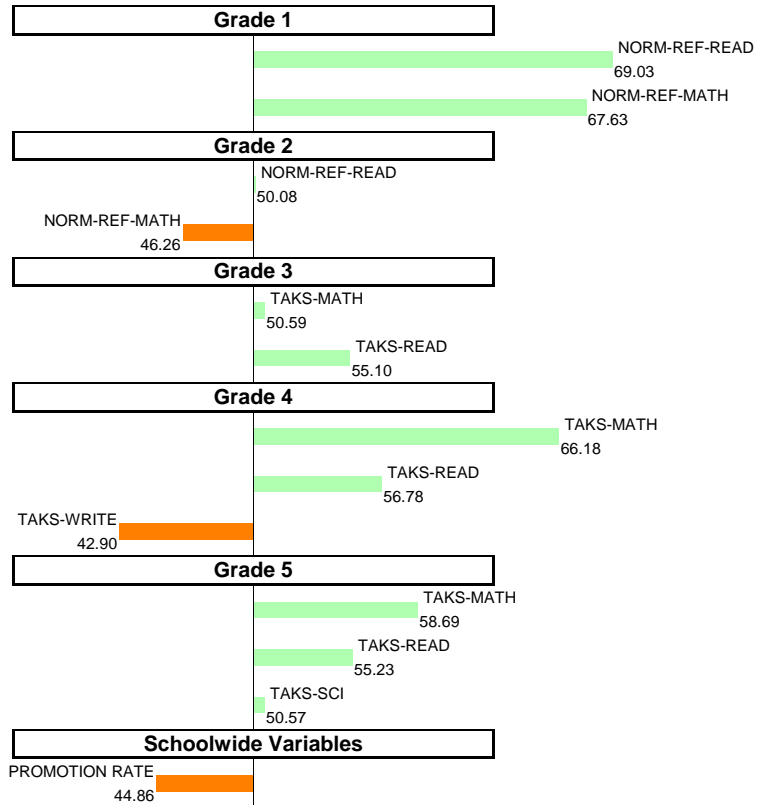 Grade 1
NORM-REF-READ
69.03
NORM-REF-MATH
67.63
Grade 2
NORM-REF-READ
50.08
NORM-REF-MATH
46.26
Grade 3
TAKS-MATH
50.59
TAKS-READ
55.10
Grade 4
TAKS-MATH
66.18
TAKS-READ
56.78
TAKS-WRITE
42.90
Grade 5
TAKS-MATH
58.69
TAKS-READ
55.23
TAKS-SCI
50.57
Schoolwide Variables
PROMOTION RATE
44.86